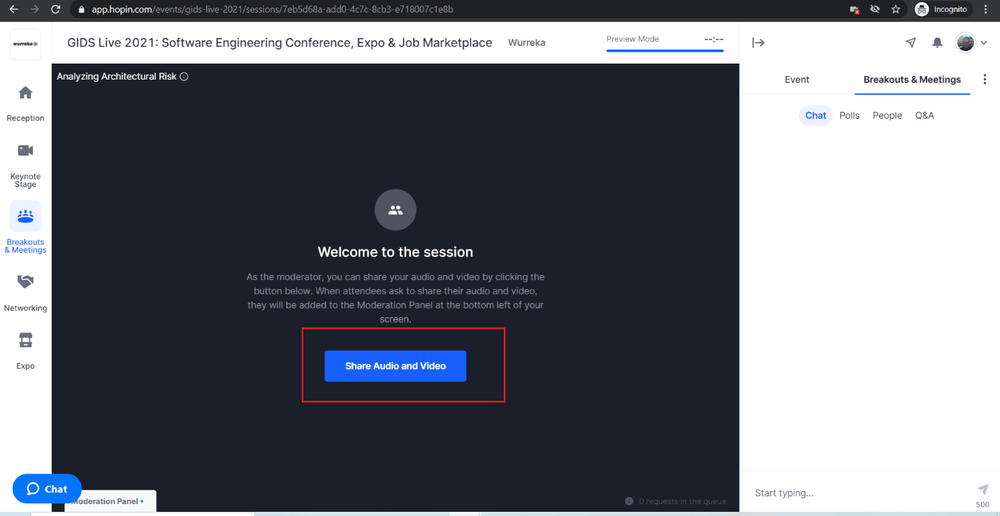 app.hopin.com/events/gids-live-2021/sessions/7eb5d68a-add0-4c7c-8cb3-e718007c1e8b
Incognito
wurreka
GIDS Live 2021: Software Engineering Conference, Expo & Job Marketplace
Wurreka
Preview Mode
--:--
Analyzing Architectural Risk
Reception
Keynote
Stage
Breakouts
& Meetings
Networking
Expo
Welcome to the session
As the moderator, you can share your audio and video by clicking the
button below. When attendees ask to share their audio and video,
they will be added to the Moderation Panel at the bottom left of your
screen.
Share Audio and Video
Chat
Moderation Panel
0 requests in the queue
Event
Breakouts & Meetings
Chat
Polls
People
Q&A
Start typing...
500